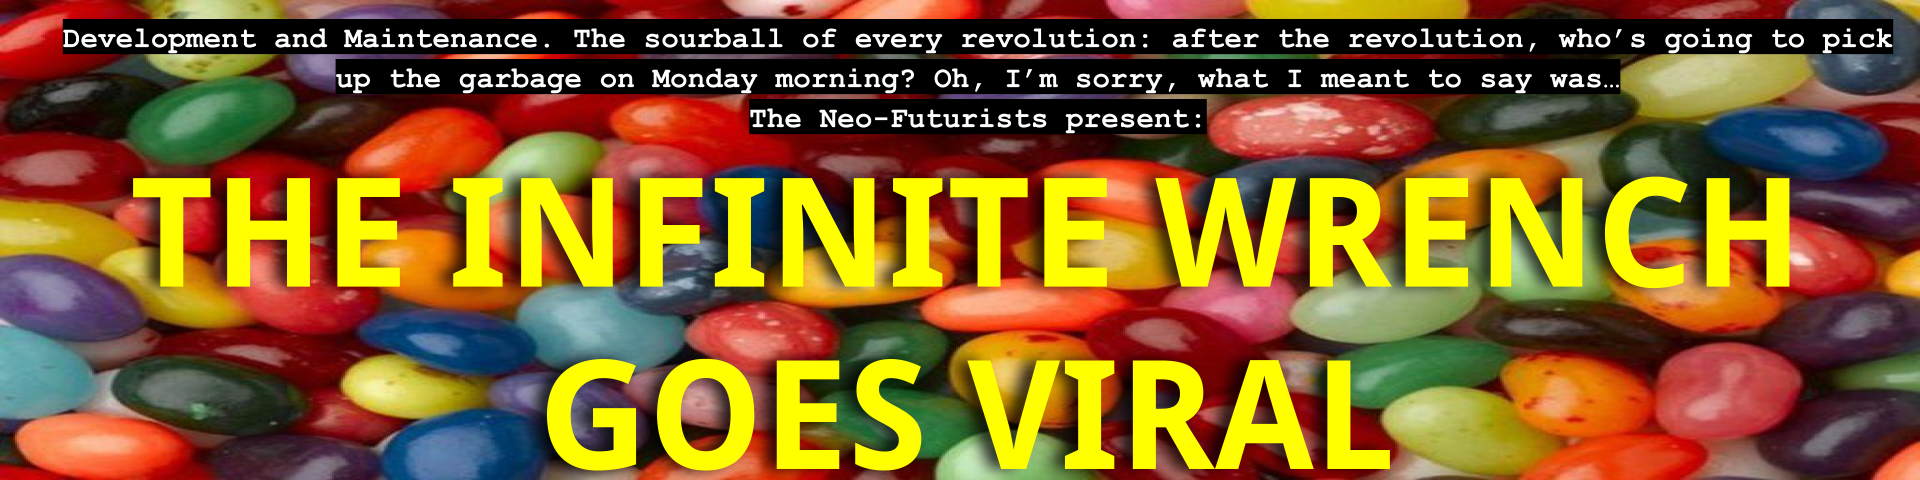 Development and Maintenance. The sourball of every revolution: after the revolution, who’s going to pick
up the garbage on Monday morning? Oh, I’m sorry, what I meant to say was…
The Neo-Futurists present:
THE INFINITE WRENCH
GOES VIRAL